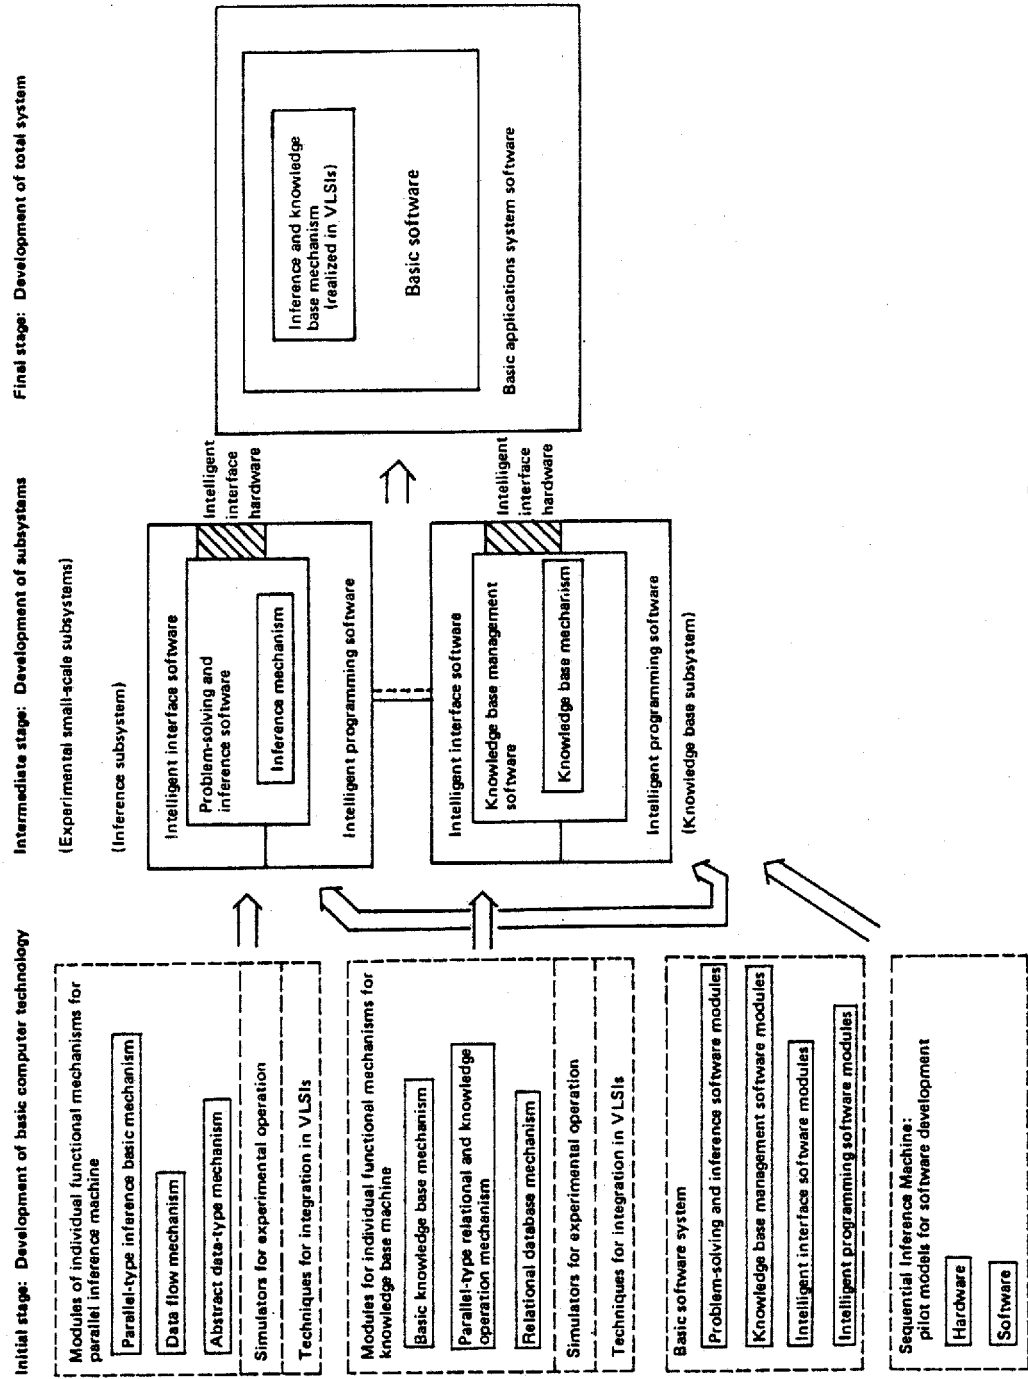 Initial stage: Development of basic computer technology
Modules of individual functional mechanisms for
parallel inference machine
Parallel-type inference basic mechanism
Data flow mechanism
Abstract data-type mechanism
Simulators for experimental operation
Techniques for integration in VLSIs
Modules for individual functional mechanisms for
knowledge base machine
Basic knowledge base mechanism
Parallel-type relational and knowledge
operation mechanism
Relational database mechanism
Simulators for experimental operation
Techniques for integration in VLSIs
Basic software system
Problem-solving and inference software modules
Knowledge base management software modules
Intelligent interface software modules
Intelligent programming software modules
Sequential Inference Machine:
pilot models for software development
Hardware
Software
Intermediate stage: Development of subsystems
(Experimental small-scale subsystems)
(Inference subsystem)
Intelligent interface software
Problem-solving and
inference software
Inference mechanism
Intelligent programming software
Intelligent
interface
hardware
Intelligent interface software
Knowledge base management
software
Knowledge base mechanism
Intelligent programming software
(Knowledge base subsystem)
Intelligent
interface
hardware
Final stage: Development of total system
Inference and knowledge
base mechanism
(realized in VLSIs)
Basic software
Basic applications system software